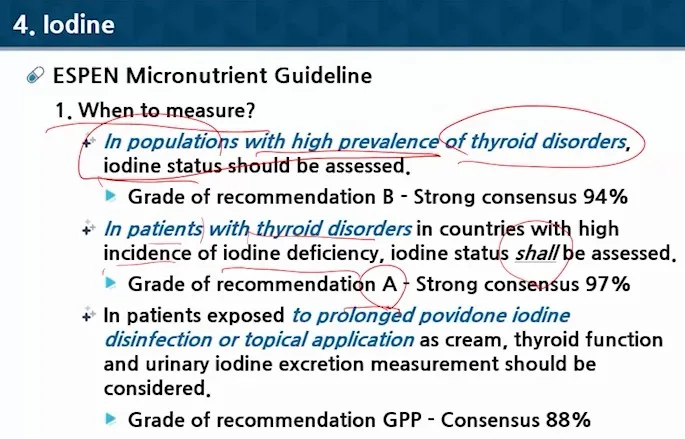 4. Iodine
ESPEN Micronutrient Guideline
1. When to measure?
In populations with high prevalence of thyroid disorders,
iodine status should be assessed.
Grade of recommendation B - Strong consensus 94%
In patients with thyroid disorders in countries with high
incidence of iodine deficiency, iodine status shall be assessed.
Grade of recommendation A - Strong consensus 97%
In patients exposed to prolonged povidone iodine
disinfection or topical application as cream, thyroid function
and urinary iodine excretion measurement should be
considered.
Grade of recommendation GPP - Consensus 88%